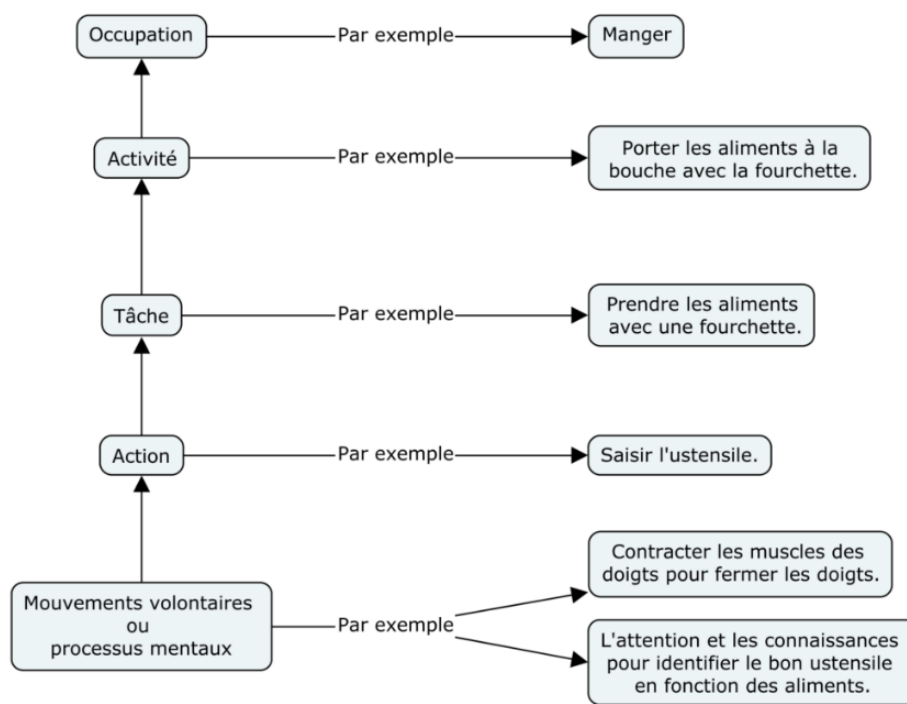 Occupation
Par exemple
Manger
Activité
Par exemple
Porter les aliments à la
bouche avec la fourchette.
Tâche
Par exemple
Prendre les aliments
avec une fourchette.
Action
Par exemple
Saisir l'ustensile.
Mouvements volontaires
ou
processus mentaux
Par exemple
Contracter les muscles des
doigts pour fermer les doigts.
L'attention et les connaissances
pour identifier le bon ustensile
en fonction des aliments.